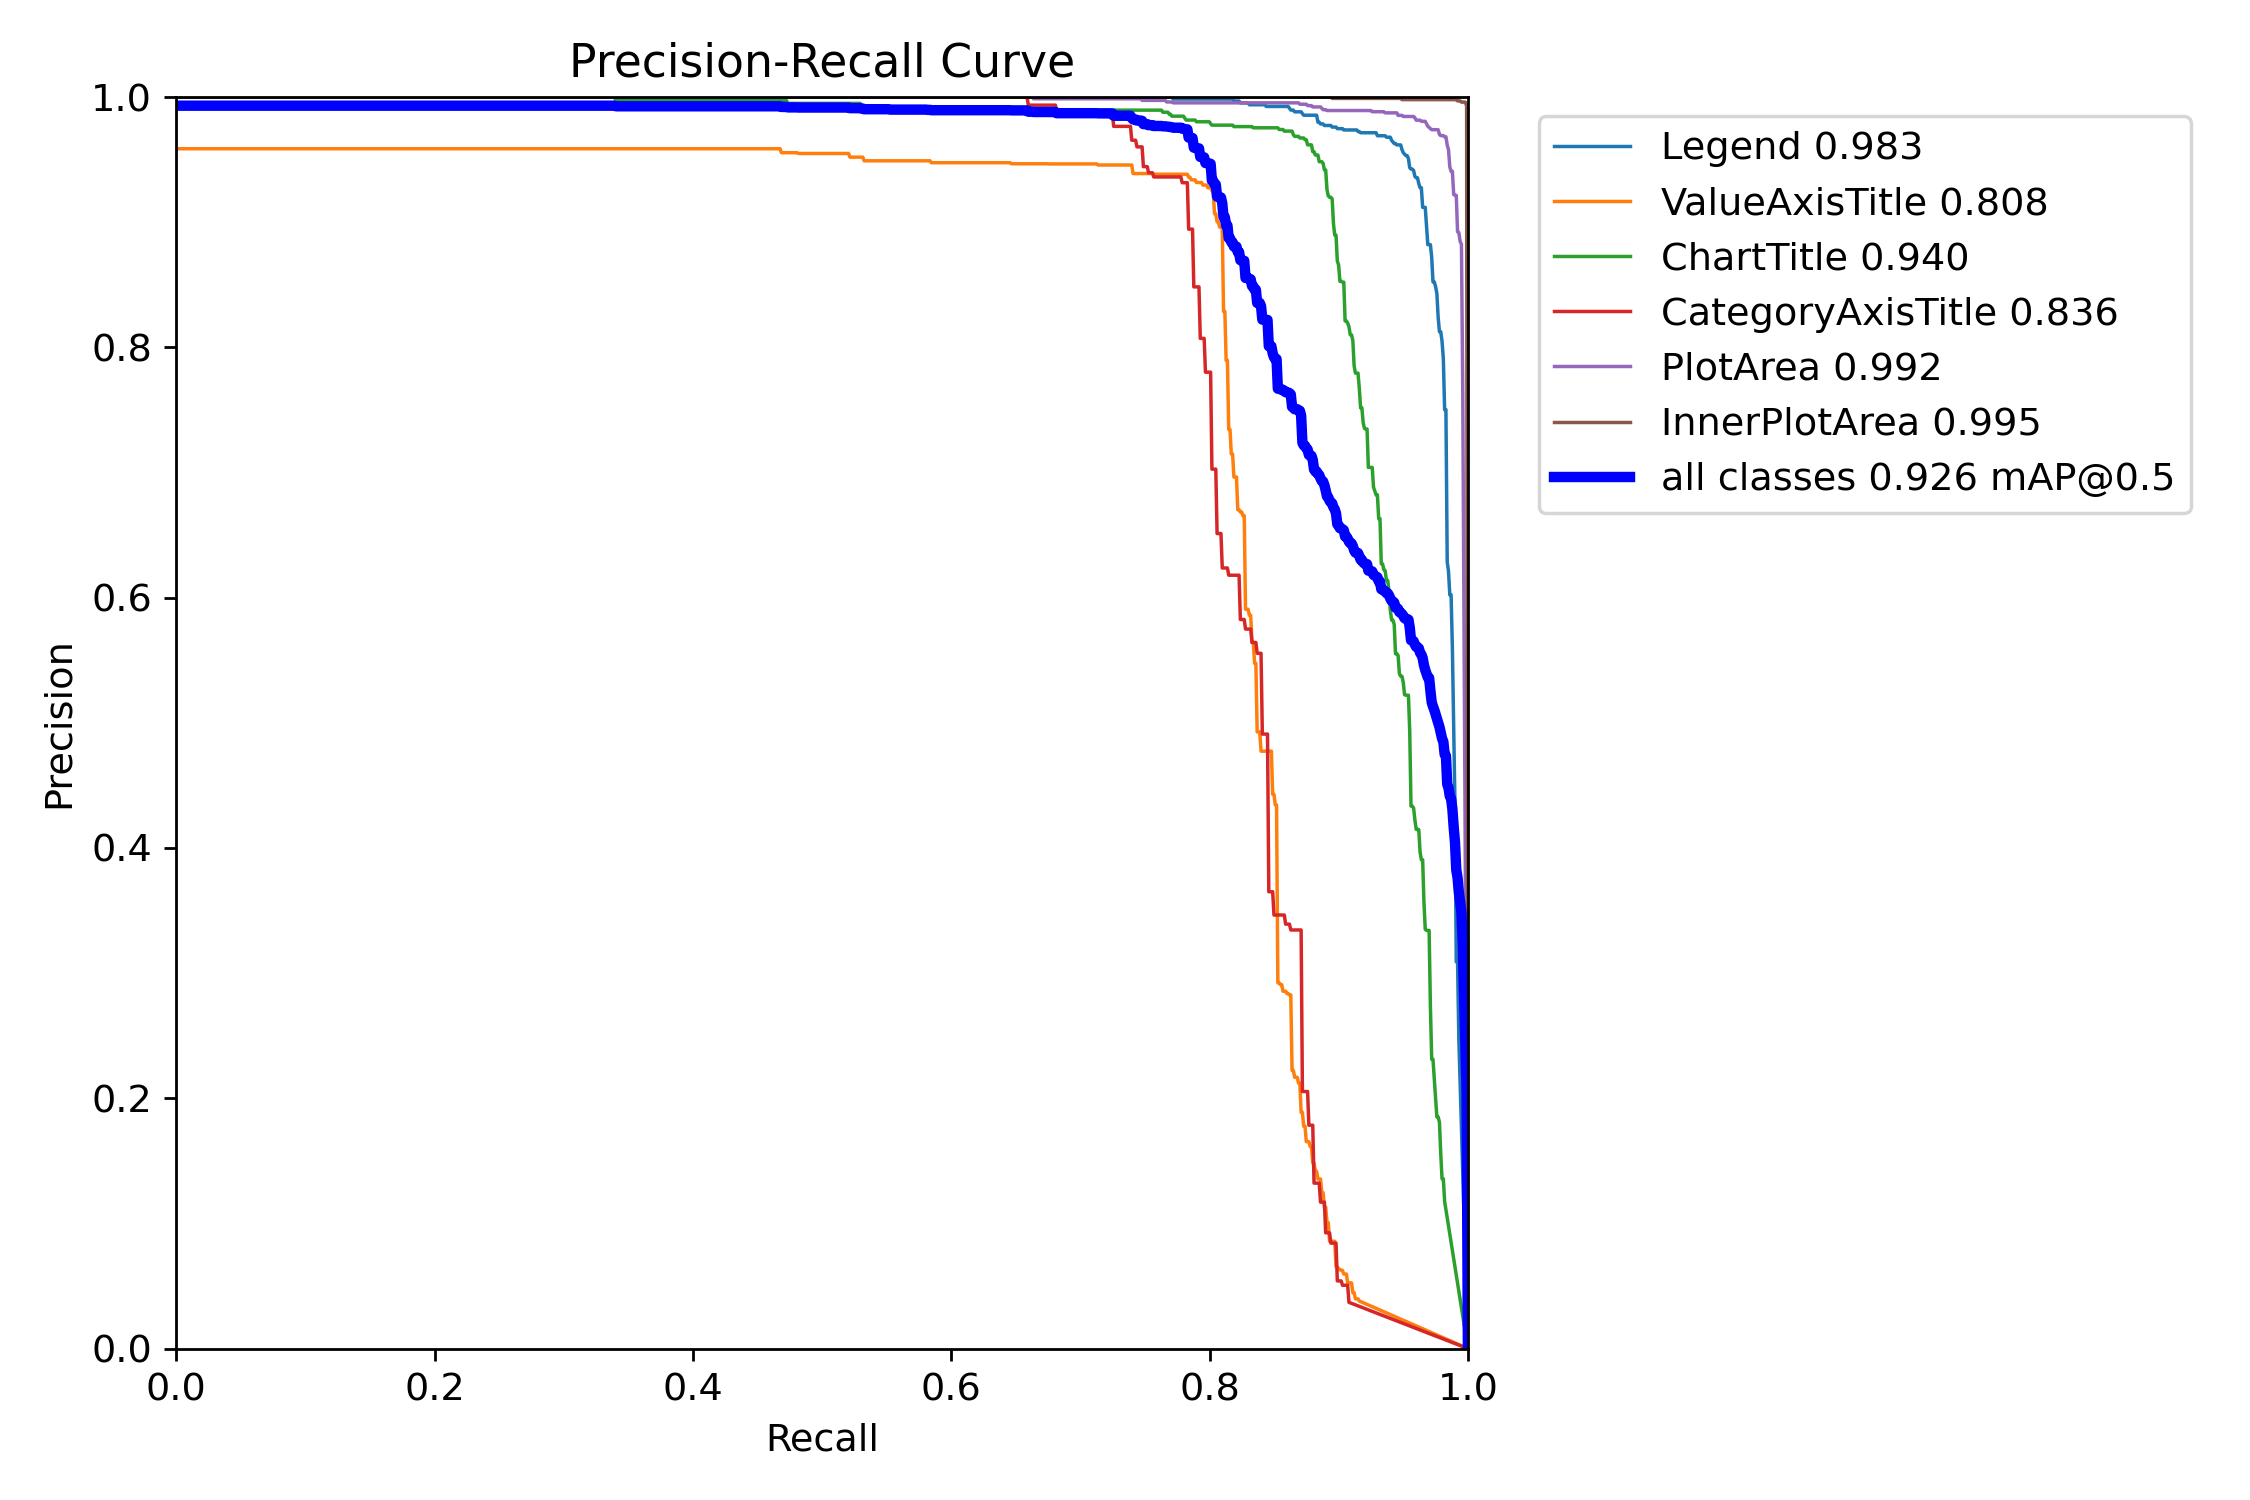 Precision-Recall Curve
1.0
0.8
0.6
0.4
0.2
0.0
Precision
0.0 0.2 0.4 0.6 0.8 1.0
Recall
Legend 0.983
ValueAxisTitle 0.808
ChartTitle 0.940
CategoryAxisTitle 0.836
PlotArea 0.992
InnerPlotArea 0.995
all classes 0.926 mAP@0.5